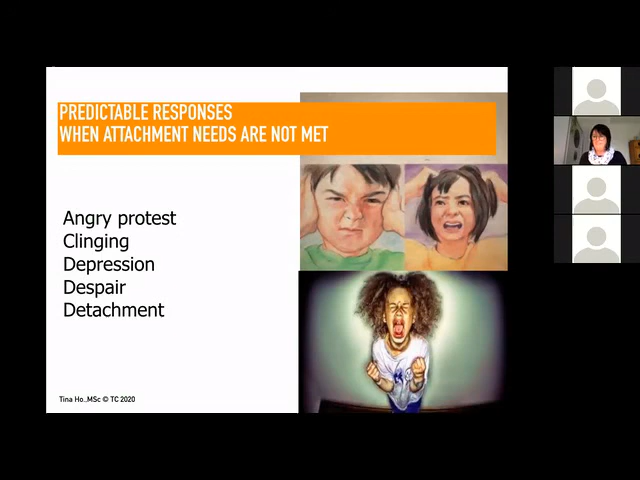 PREDICTABLE RESPONSES
WHEN ATTACHMENT NEEDS ARE NOT MET
Angry protest
Clinging
Depression
Despair
Detachment
Tina Ho.,MSc © TC 2020